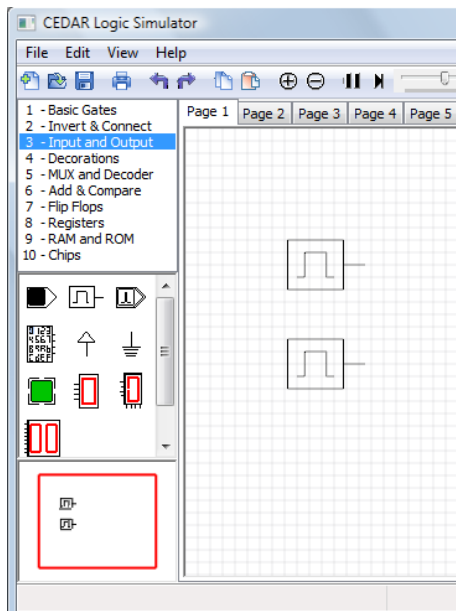 CEDAR Logic Simulator
File Edit View Help
1 - Basic Gates
2 - Invert & Connect
3 - Input and Output
4 - Decorations
5 - MUX and Decoder
6 - Add & Compare
7 - Flip Flops
8 - Registers
9 - RAM and ROM
10 - Chips
Page 1 Page 2 Page 3 Page 4 Page 5